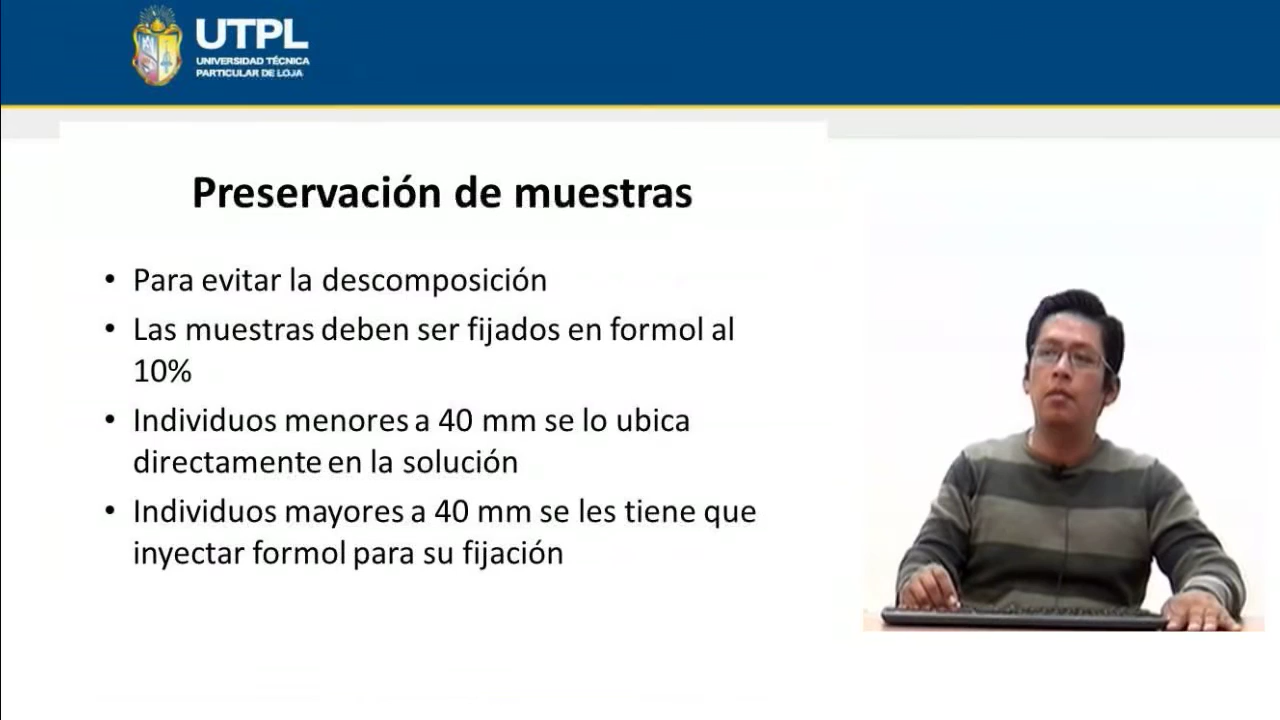 UTPL
UNIVERSIDAD TÉCNICA
PARTICULAR DE LOJA
Preservación de muestras
• Para evitar la descomposición
• Las muestras deben ser fijados en formol al
10%
• Individuos menores a 40 mm se lo ubica
directamente en la solución
• Individuos mayores a 40 mm se les tiene que
inyectar formol para su fijación